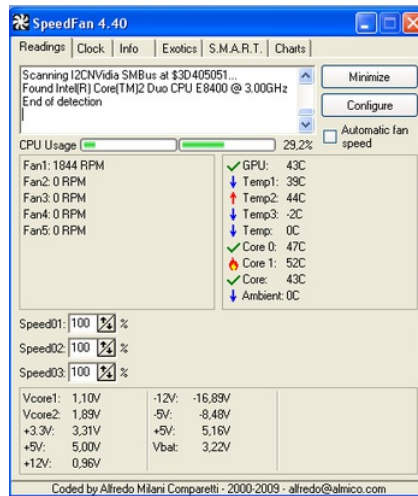 SpeedFan 4.40
Readings Clock Info Exotics S.M.A.R.T. Charts
Scanning I2CNVidia SMBus at $3D405051...
Found Intel(R) Core(TM)2 Duo CPU E8400 @ 3.00GHz
End of detection
Minimize
Configure
Automatic fan speed
CPU Usage 29,2%
Fan1: 1844 RPM
Fan2: 0 RPM
Fan3: 0 RPM
Fan4: 0 RPM
Fan5: 0 RPM
GPU: 43C
Temp1: 39C
Temp2: 44C
Temp3: -2C
Temp: 0C
Core 0: 47C
Core 1: 52C
Core: 43C
Ambient: 0C
Speed01: 100 %
Speed02: 100 %
Speed03: 100 %
Vcore1: 1,10V
Vcore2: 1,89V
+3.3V: 3,31V
+5V: 5,00V
+12V: 0,96V
-12V: -16,89V
-5V: -8,48V
+5V: 5,16V
Vbat: 3,22V
Coded by Alfredo Milani Comparetti - 2000-2009 - alfredo@almico.com